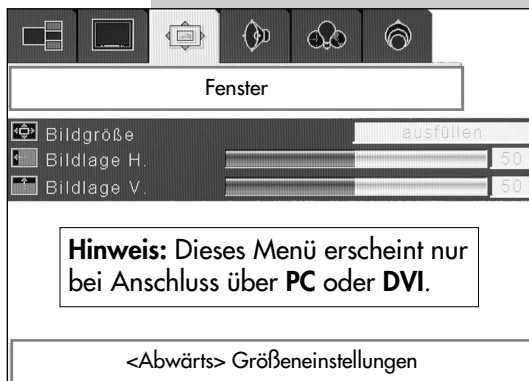 Fenster
Bildgröße ausfüllen
Bildlage H. 50
Bildlage V. 50
Hinweis: Dieses Menü erscheint nur
bei Anschluss über PC oder DVI.
<Abwärts> Größeneinstellungen